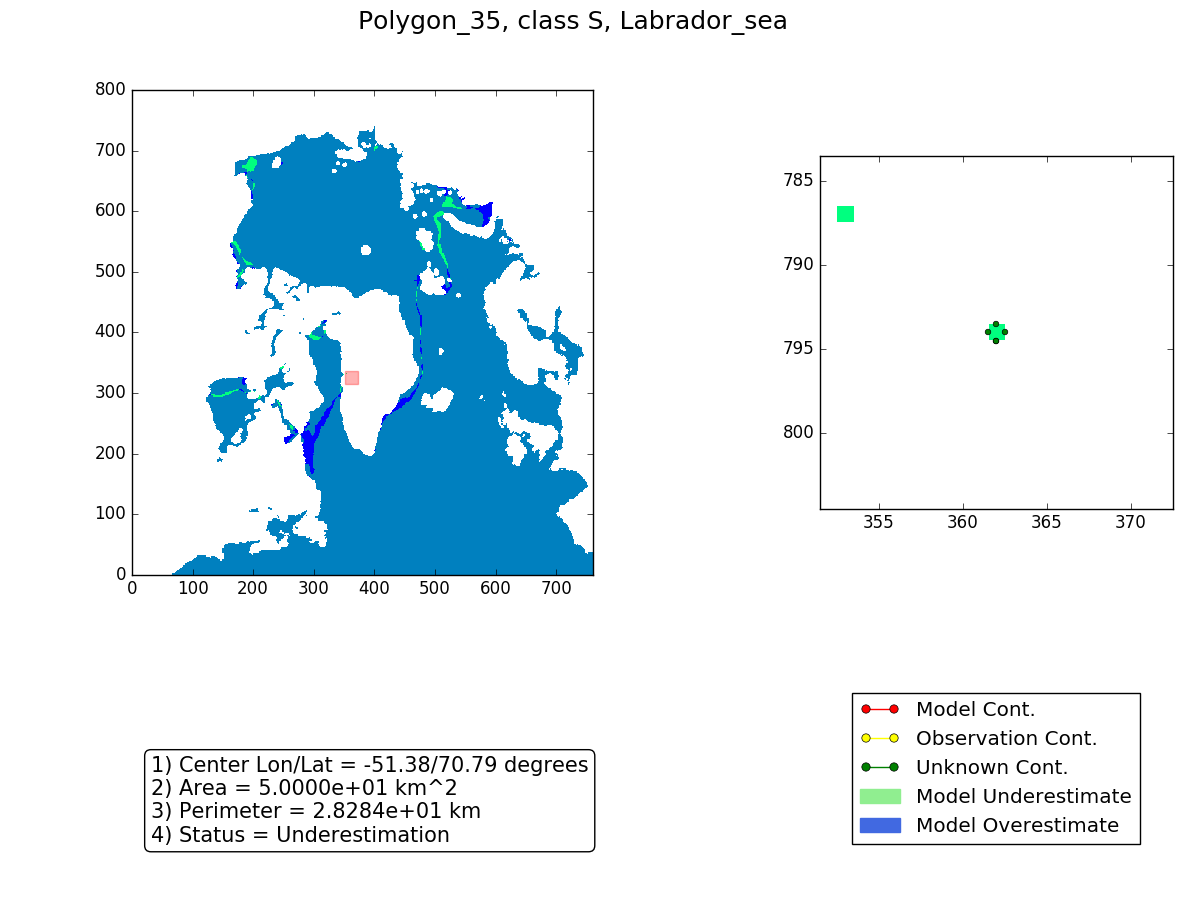 Polygon_35, class S, Labrador_sea
800
700
600
500
400
300
200
100
0
0 100 200 300 400 500 600 700
785
790
795
800
355 360 365 370
1) Center Lon/Lat = -51.38/70.79 degrees
2) Area = 5.0000e+01 km^2
3) Perimeter = 2.8284e+01 km
4) Status = Underestimation
Model Cont.
Observation Cont.
Unknown Cont.
Model Underestimate
Model Overestimate